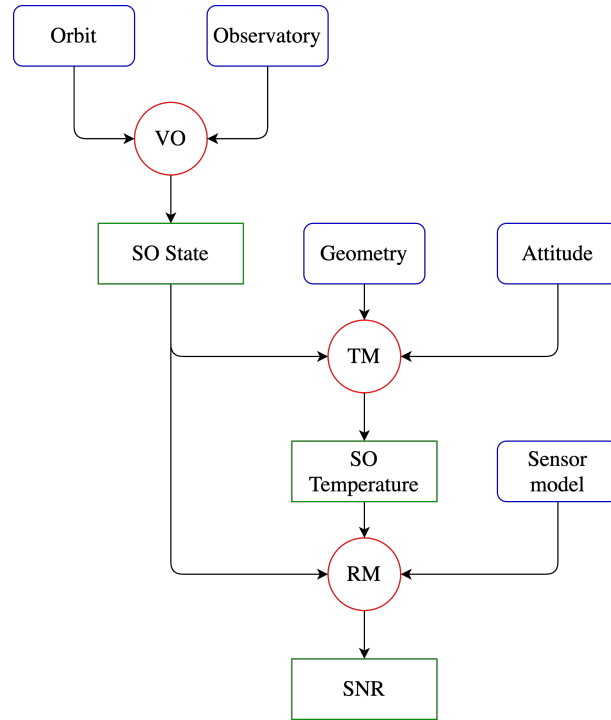 Orbit
Observatory
VO
SO State
Geometry
Attitude
TM
SO
Temperature
Sensor
model
RM
SNR